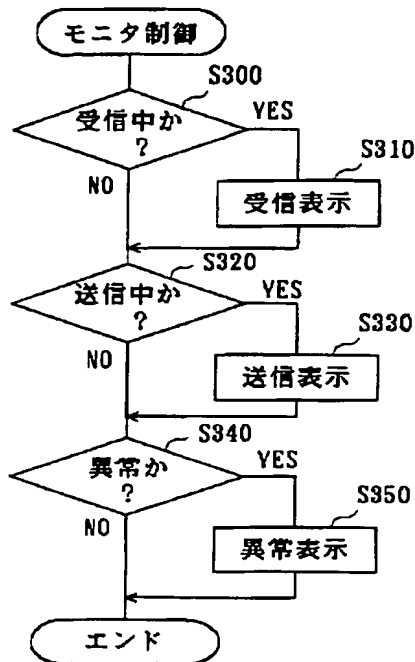 モニタ制御
S300
受信中か
?
YES
NO
S310
受信表示
S320
送信中か
?
YES
NO
S330
送信表示
S340
異常か
?
YES
NO
S350
異常表示
エンド